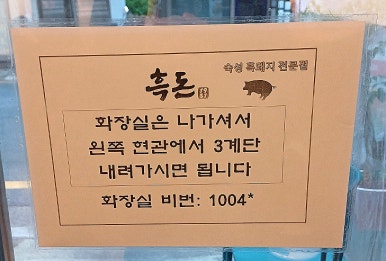 흑돈
숙성 흑돼지 전문점
화장실은 나가셔서
왼쪽 현관에서 3계단
내려가시면 됩니다
화장실 비번: 1004*